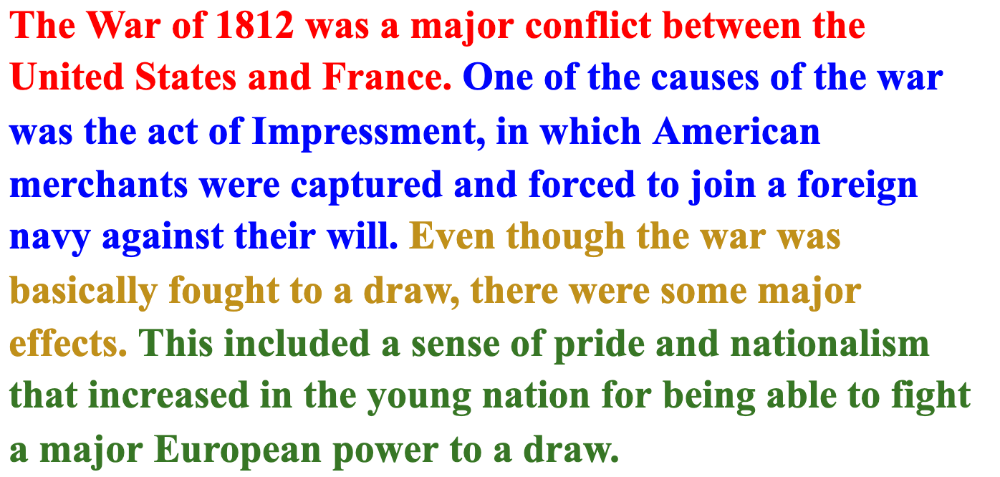 The War of 1812 was a major conflict between the
United States and France. One of the causes of the war
was the act of Impressment, in which American
merchants were captured and forced to join a foreign
navy against their will. Even though the war was
basically fought to a draw, there were some major
effects. This included a sense of pride and nationalism
that increased in the young nation for being able to fight
a major European power to a draw.